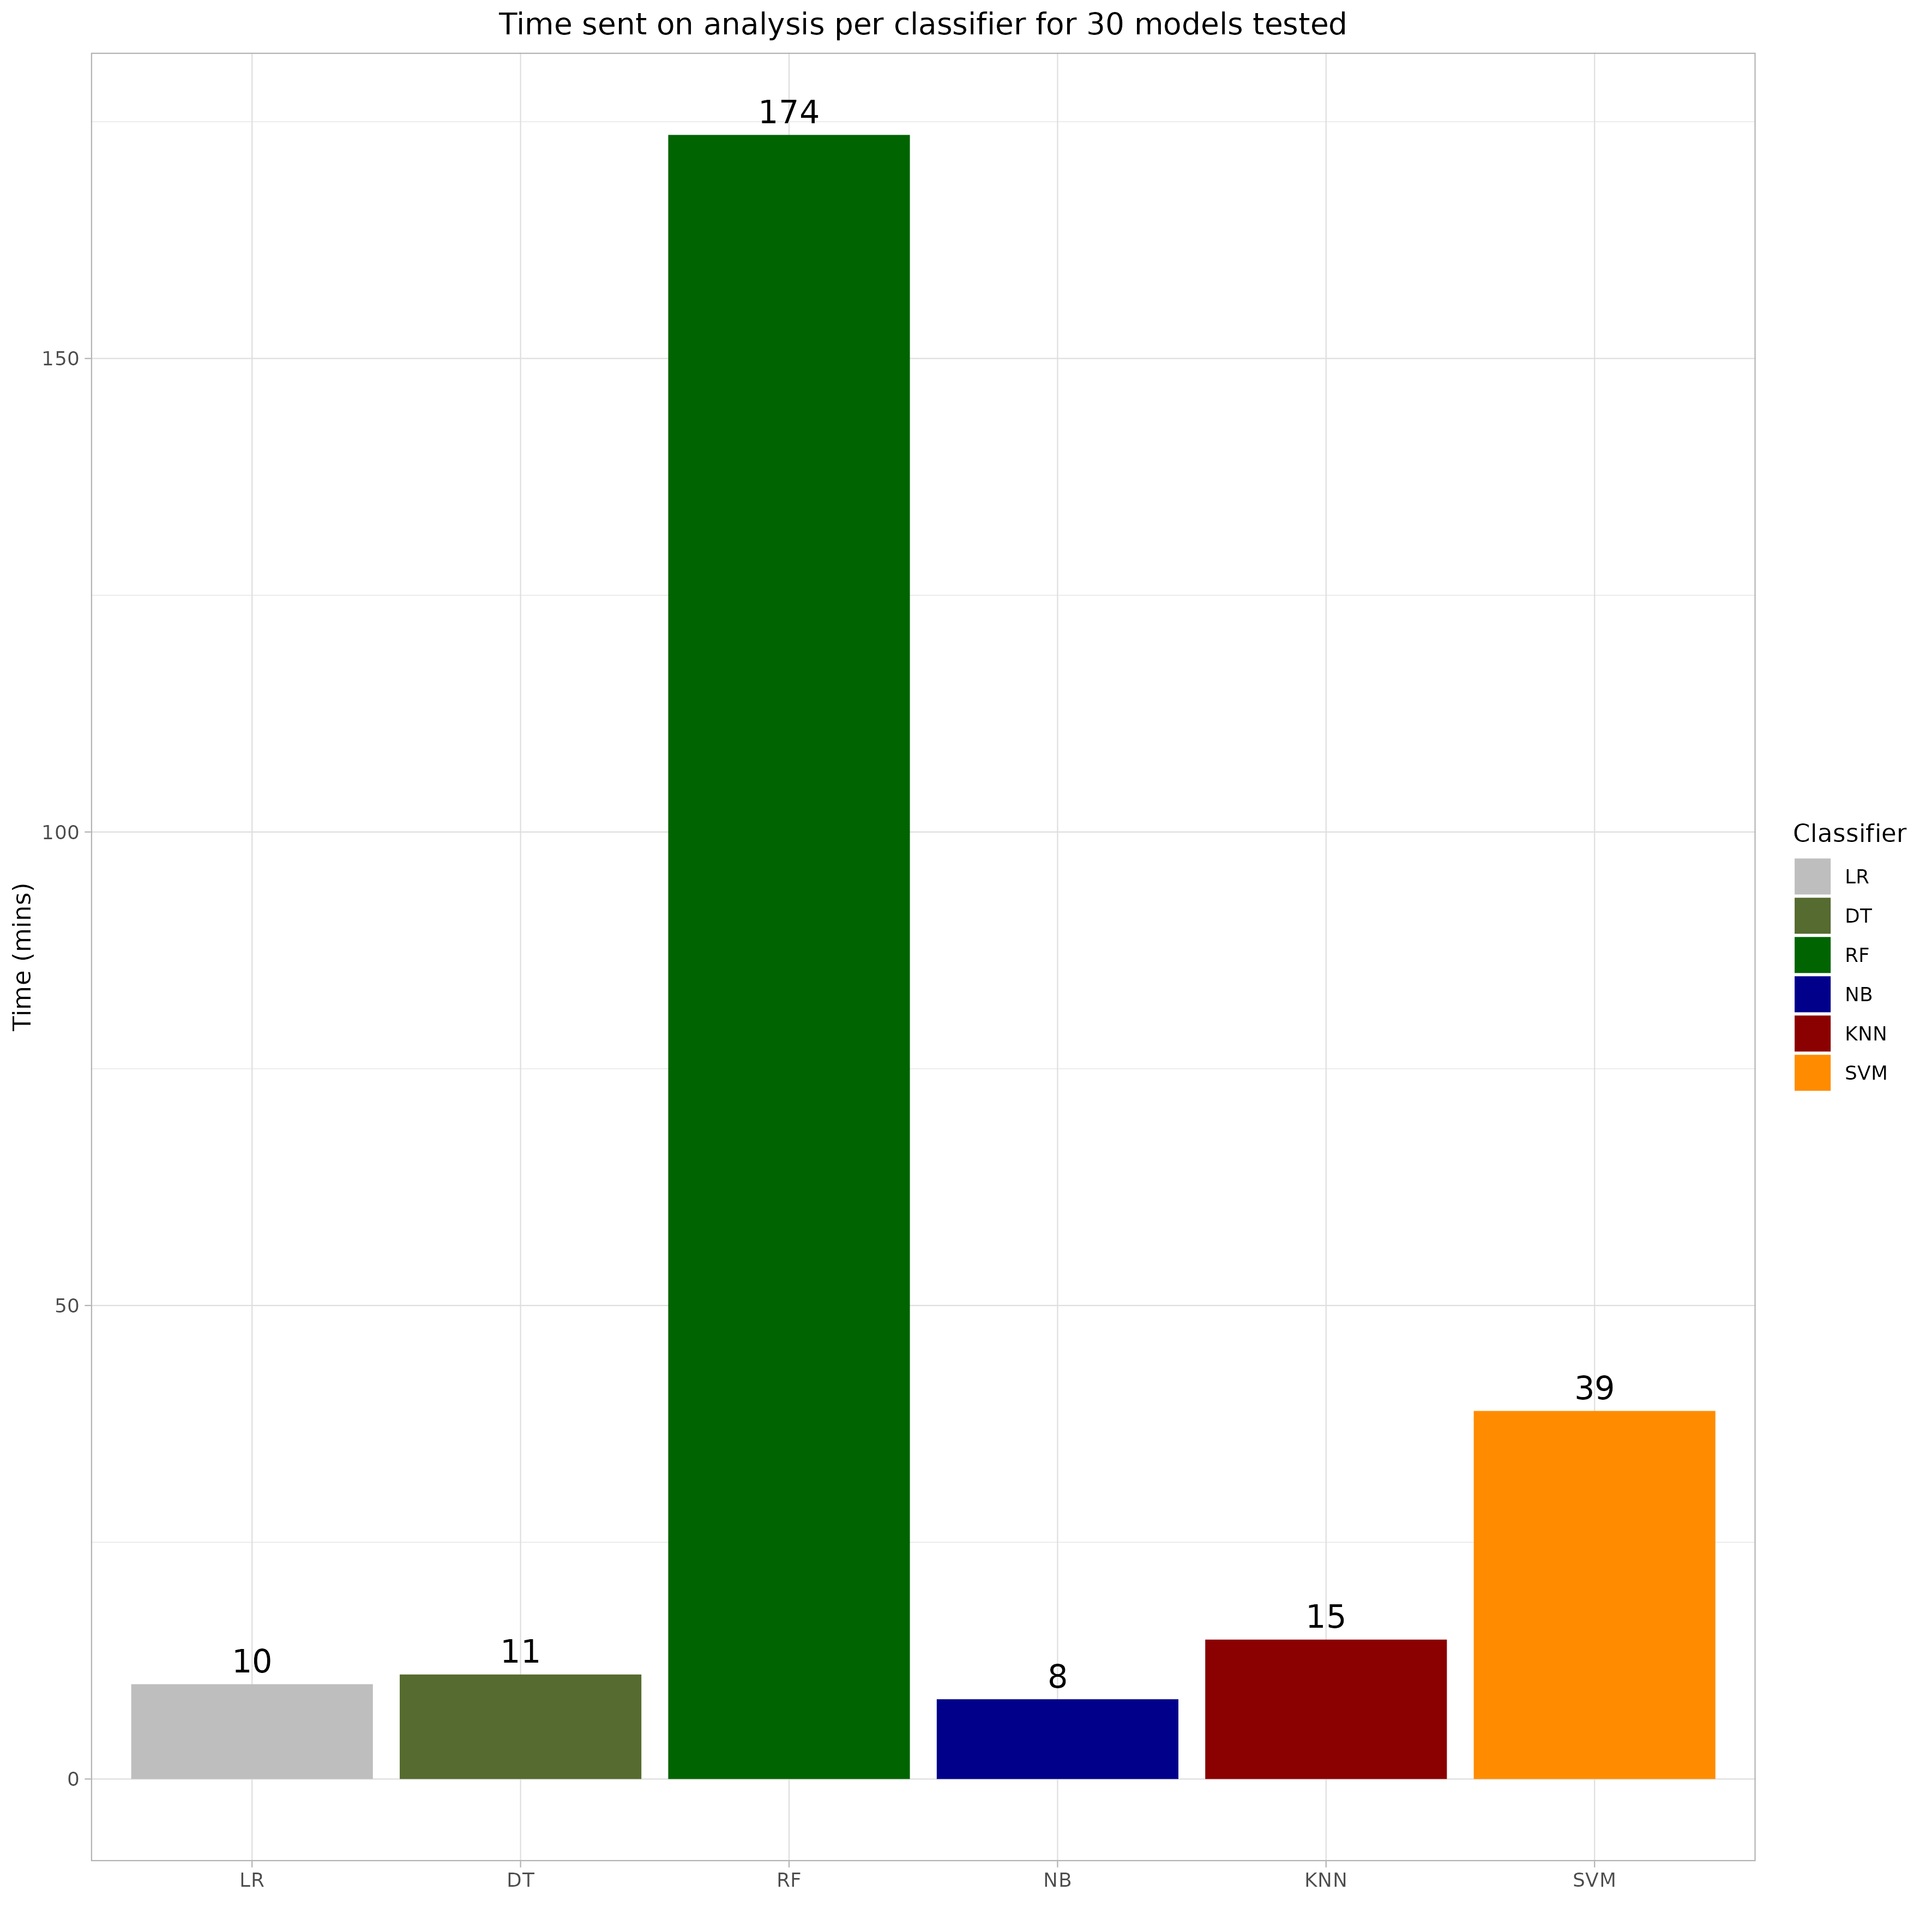 Time sent on analysis per classifier for 30 models tested
Time (mins)
150
100
50
0
10
11
174
8
15
39
LR
DT
RF
NB
KNN
SVM
Classifier
LR
DT
RF
NB
KNN
SVM